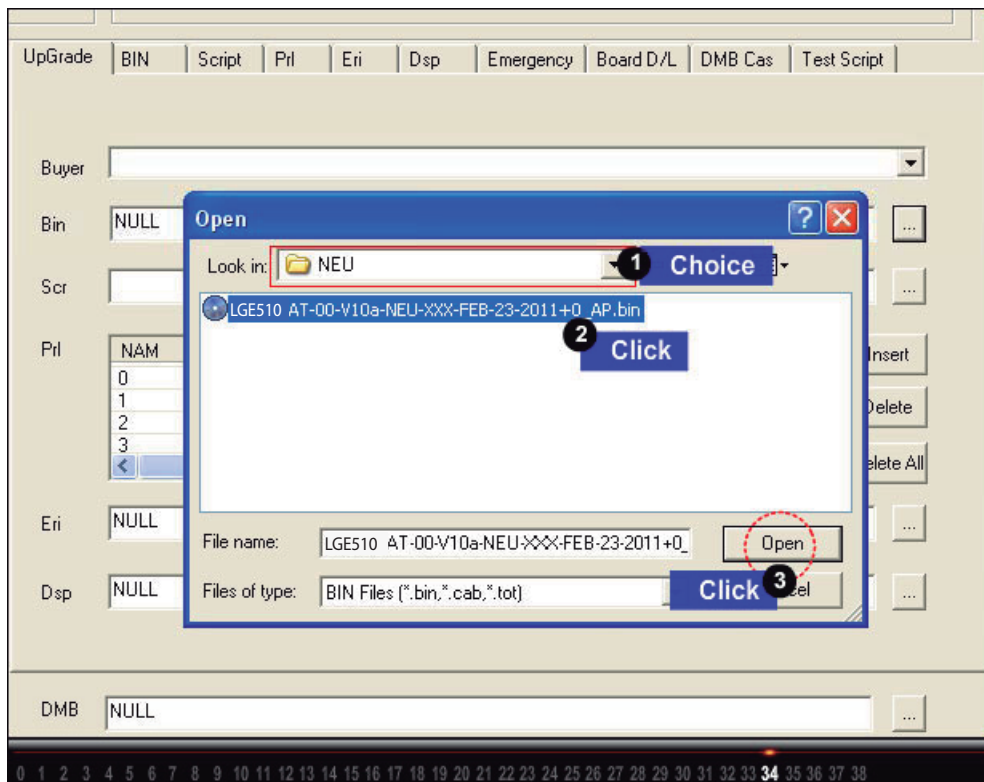 UpGrade BIN Script Prl Eri Dsp Emergency Board D/L DMB Cas Test Script
Buyer
Bin NULL ...
Open ?
Look in: NEU 1 Choice
Scr ...
LGE510 AT-00-V10a-NEU-XXX-FEB-23-2011+0_AP.bin
2 Click
Prl NAM Insert
0
1
2
3
Delete
Delete All
Eri NULL ...
File name: LGE510 AT-00-V10a-NEU-XXX-FEB-23-2011+0_ Open
Dsp NULL ...
Files of type: BIN Files (*.bin,*.cab,*.tot) Click 3 cel
DMB NULL ...
0 1 2 3 4 5 6 7 8 9 10 11 12 13 14 15 16 17 18 19 20 21 22 23 24 25 26 27 28 29 30 31 32 33 34 35 36 37 38